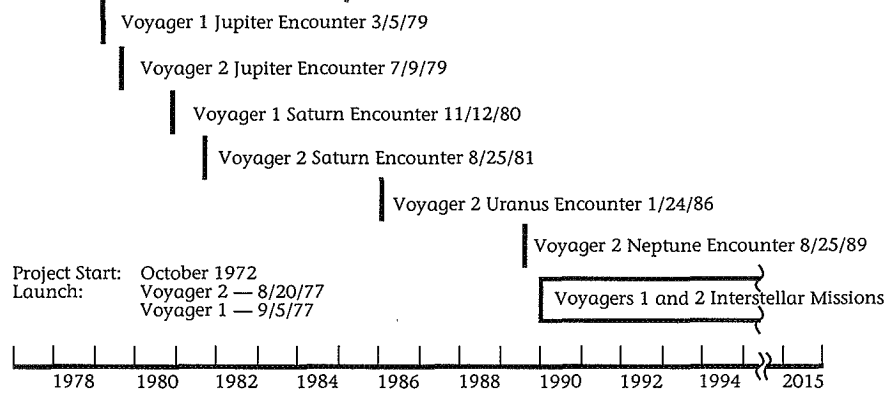 Voyager 1 Jupiter Encounter 3/5/79
Voyager 2 Jupiter Encounter 7/9/79
Voyager 1 Saturn Encounter 11/12/80
Voyager 2 Saturn Encounter 8/25/81
Voyager 2 Uranus Encounter 1/24/86
Voyager 2 Neptune Encounter 8/25/89
Project Start: October 1972
Launch: Voyager 2 — 8/20/77
Voyager 1 — 9/5/77
Voyagers 1 and 2 Interstellar Missions
1978 1980 1982 1984 1986 1988 1990 1992 1994 2015